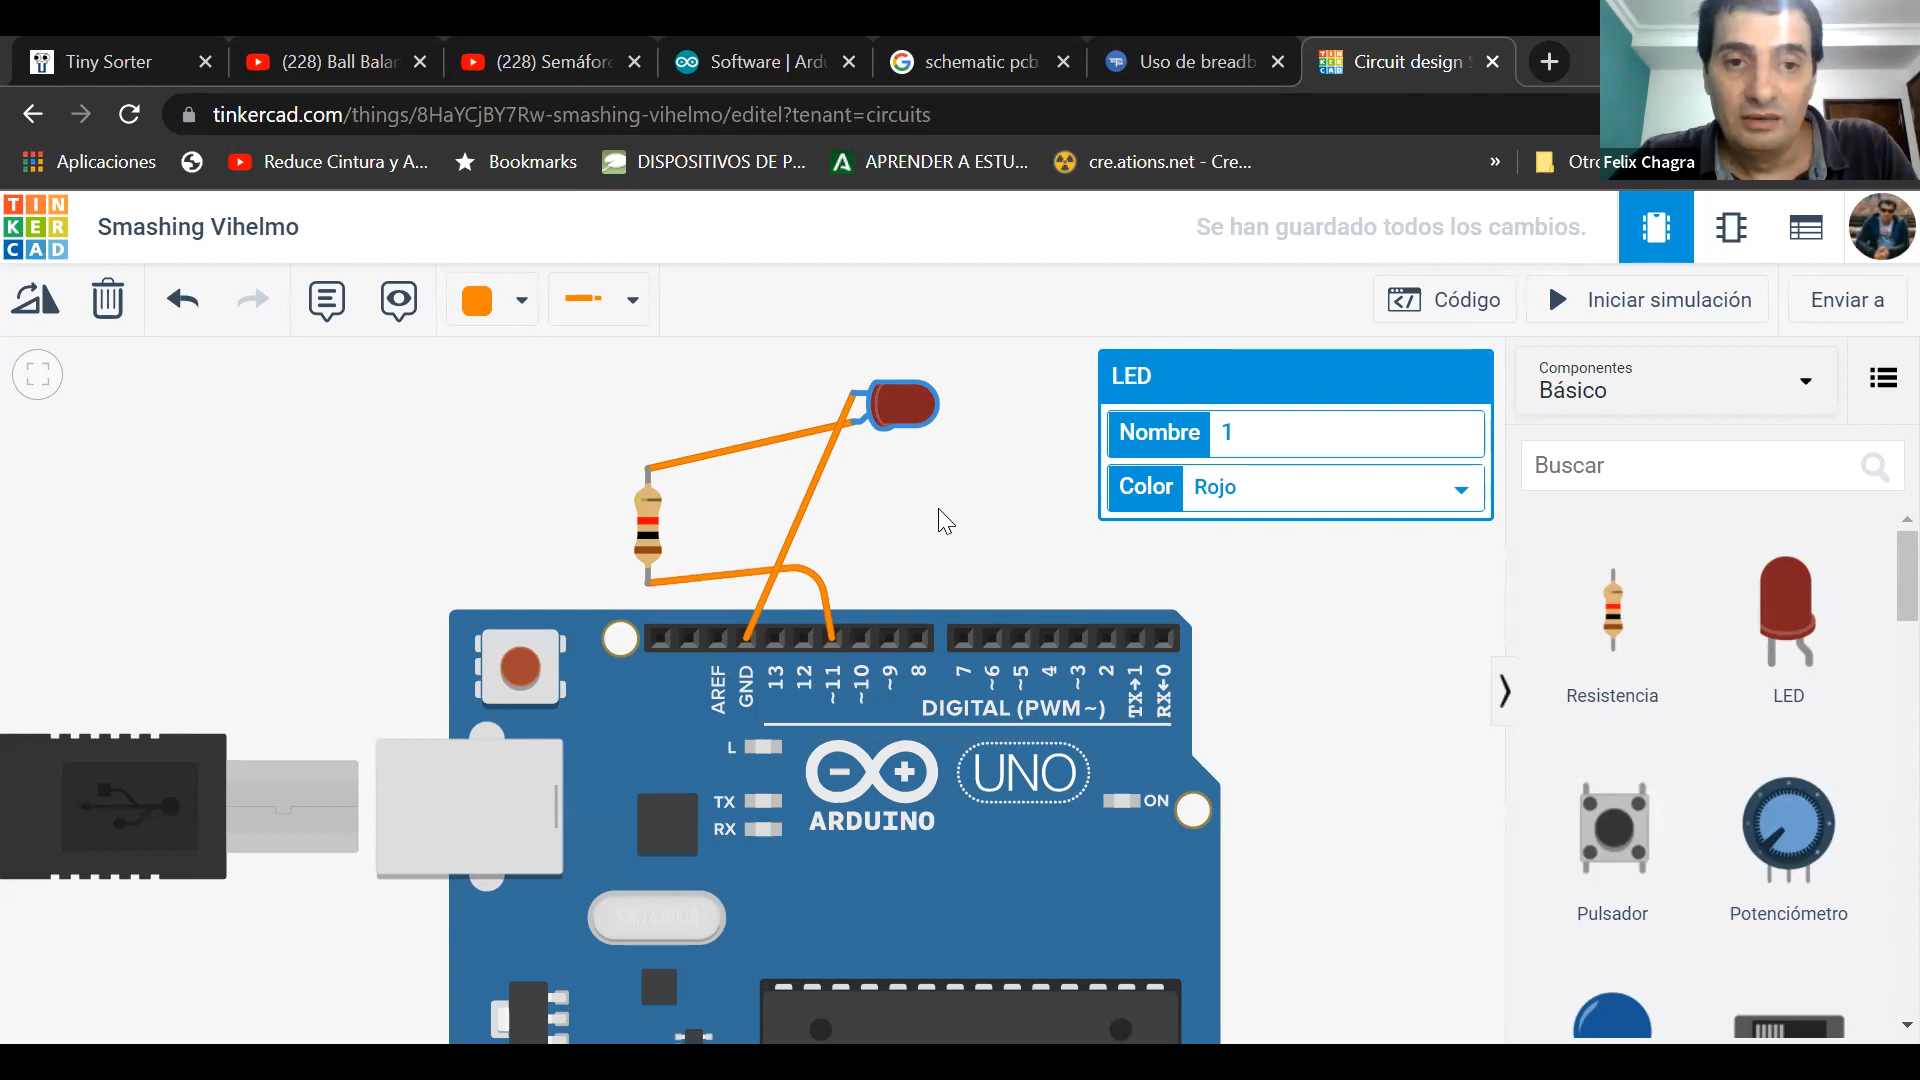 Tiny Sorter
(228) Ball Balan
(228) Semáforo
Software | Ardu
schematic pcb
Uso de breadb
Circuit design S
tinkercad.com/things/8HaYCjBY7Rw-smashing-vihelmo/editel?tenant=circuits
Aplicaciones
Reduce Cintura y A...
Bookmarks
DISPOSITIVOS DE P...
APRENDER A ESTU...
cre.ations.net - Cre...
»
Otro
Felix Chagra
TIN
KER
CAD
Smashing Vihelmo
Se han guardado todos los cambios.
Código
Iniciar simulación
Enviar a
LED
Nombre 1
Color Rojo
Componentes
Básico
Buscar
Resistencia
LED
Pulsador
Potenciómetro
AREF
GND
13
12
~11
~10
~9
8
7
~6
~5
4
~3
2
TX→1
RX←0
DIGITAL (PWM~)
L
TX
RX
ARDUINO
UNO
ON